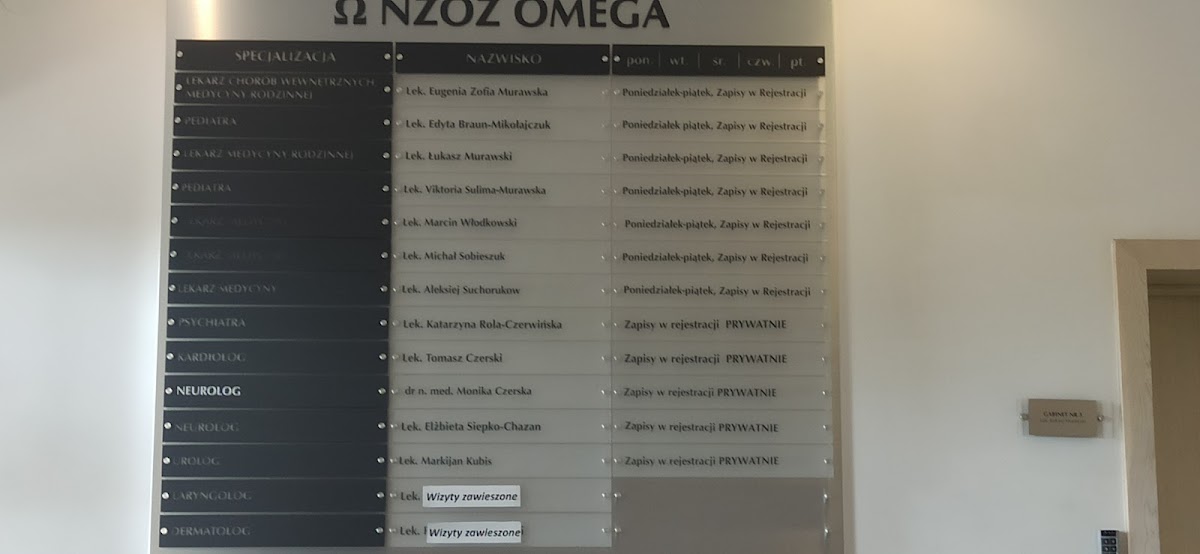 Ω NZOZ OMEGA
SPECJALIZACJA NAZWISKO pon. wt. śr. czw. pt.
LEKARZ CHORÓB WEWNĘTRZNYCH
MEDYCYNY RODZINNEJ Lek. Eugenia Zofia Murawska Poniedziałek-piątek, Zapisy w Rejestracji
PEDIATRA Lek. Edyta Braun-Mikołajczuk Poniedziałek piątek, Zapisy w Rejestracji
LEKARZ MEDYCYNY RODZINNEJ Lek. Łukasz Murawski Poniedziałek-piątek, Zapisy w Rejestracji
PEDIATRA Lek. Viktoria Sulima-Murawska Poniedziałek-piątek, Zapisy w Rejestracji
LEKARZ Lek. Marcin Włodkowski Poniedziałek-piątek, Zapisy w Rejestracji
LEKARZ Lek. Michał Sobieszuk Poniedziałek-piątek, Zapisy w Rejestracji
LEKARZ MEDYCYNY Lek. Aleksiej Suchorukow Poniedziałek-piątek, Zapisy w Rejestracji
PSYCHIATRA Lek. Katarzyna Rola-Czerwińska Zapisy w rejestracji PRYWATNIE
KARDIOLOG Lek. Tomasz Czerski Zapisy w rejestracji PRYWATNIE
NEUROLOG dr n. med. Monika Czerska Zapisy w rejestracji PRYWATNIE
NEUROLOG Lek. Elżbieta Siepko-Chazan Zapisy w rejestracji PRYWATNIE
UROLOG Lek. Markijan Kubis Zapisy w rejestracji PRYWATNIE
LARYNGOLOG Lek. Wizyty zawieszone
DERMATOLOG Lek. Wizyty zawieszone
GABINET NR